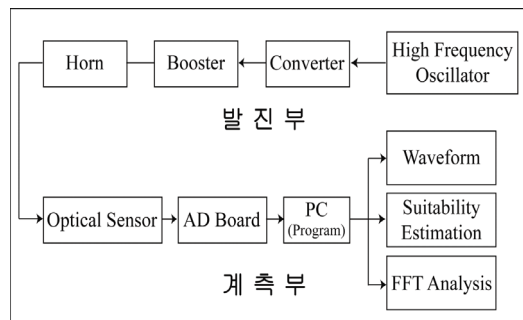 Horn
Booster
Converter
High Frequency
Oscillator
발 진 부
Optical Sensor
AD Board
PC
(Program)
Waveform
Suitability
Estimation
FFT Analysis
계 측 부